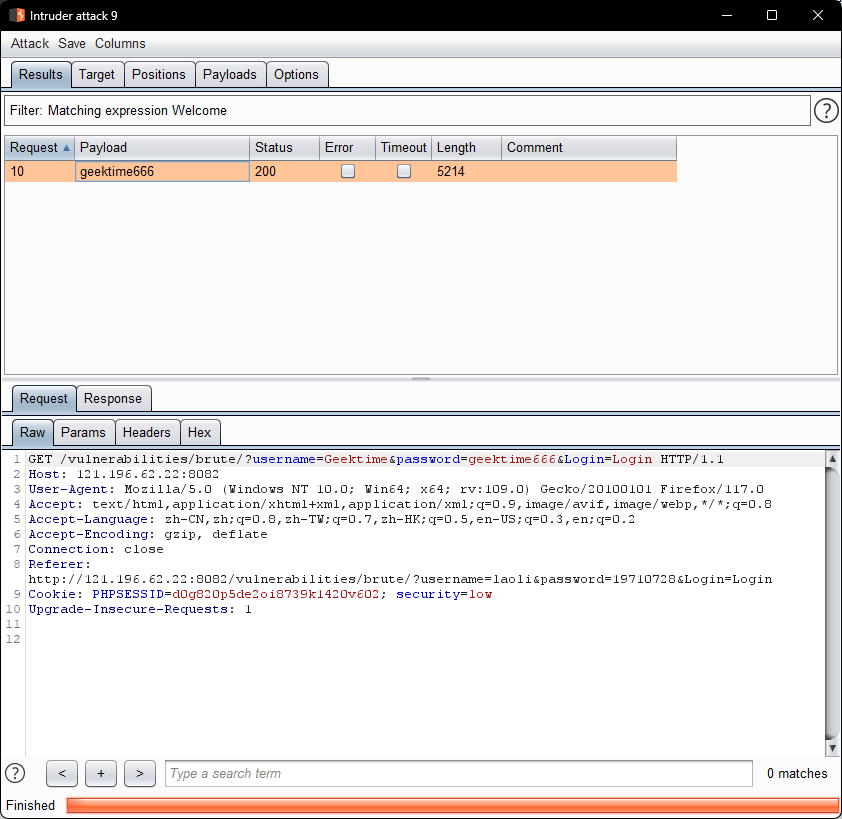 Intruder attack 9
Attack Save Columns
Results Target Positions Payloads Options
Filter: Matching expression Welcome
?
Request Payload Status Error Timeout Length Comment
10 geektime666 200 5214
Request Response
Raw Params Headers Hex
1 GET /vulnerabilities/brute/?username=Geektime&password=geektime666&Login=Login HTTP/1.1
2 Host: 121.196.62.22:8082
3 User-Agent: Mozilla/5.0 (Windows NT 10.0; Win64; x64; rv:109.0) Gecko/20100101 Firefox/117.0
4 Accept: text/html,application/xhtml+xml,application/xml;q=0.9,image/avif,image/webp,*/*;q=0.8
5 Accept-Language: zh-CN,zh;q=0.8,zh-TW;q=0.7,zh-HK;q=0.5,en-US;q=0.3,en;q=0.2
6 Accept-Encoding: gzip, deflate
7 Connection: close
8 Referer:
http://121.196.62.22:8082/vulnerabilities/brute/?username=laoli&password=19710728&Login=Login
9 Cookie: PHPSESSID=d0g820p5de2oi8739k1420v602; security=low
10 Upgrade-Insecure-Requests: 1
11
12
? < + > Type a search term 0 matches
Finished